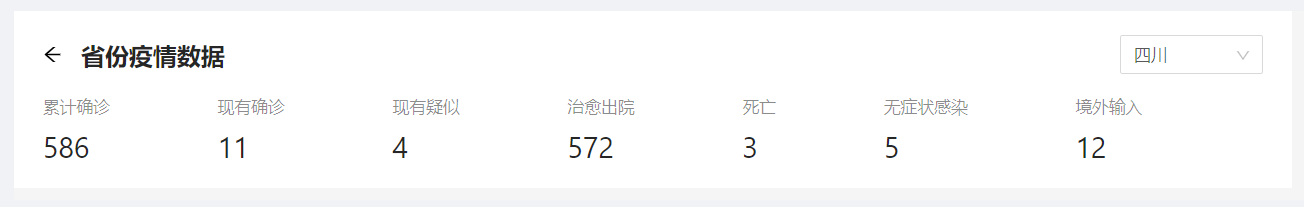 省份疫情数据 四川
累计确诊 现有确诊 现有疑似 治愈出院 死亡 无症状感染 境外输入
586 11 4 572 3 5 12